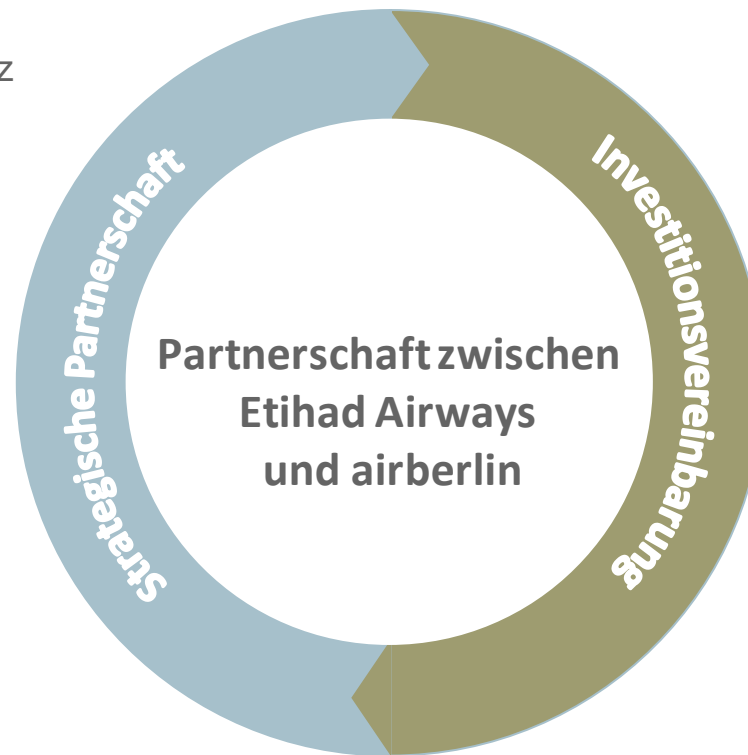 z
Strategische Partnerschaft
Investitionsvereinbarung
Partnerschaft zwischen
Etihad Airways
und airberlin